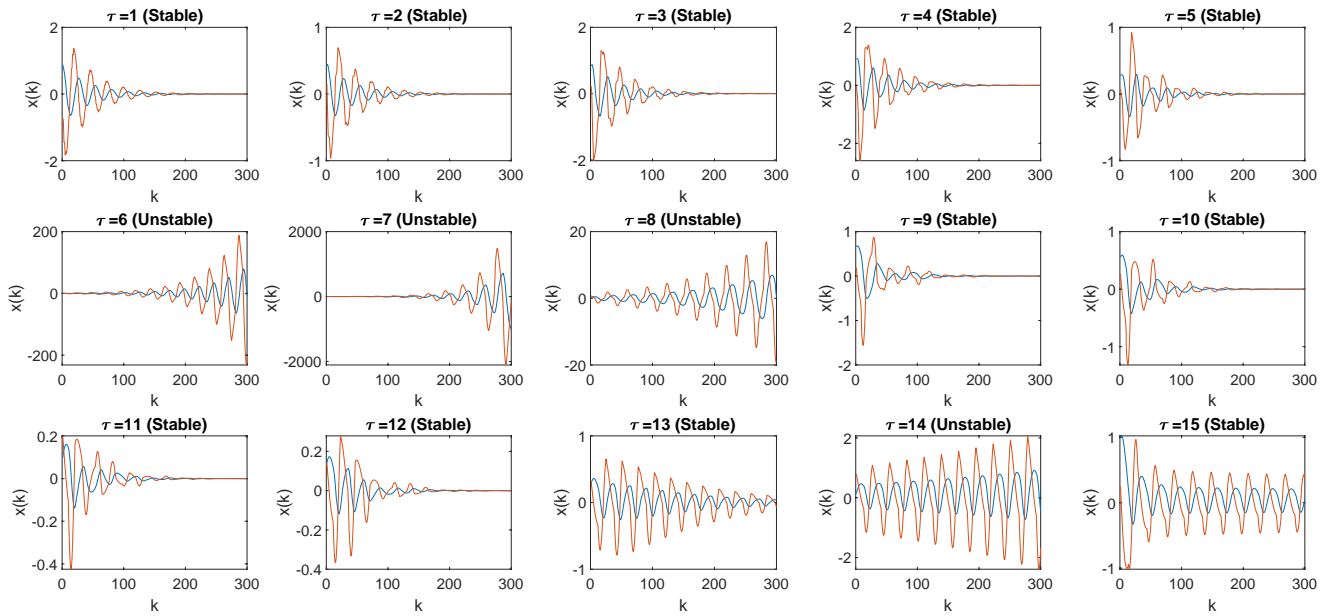 τ =1 (Stable)
2
0
-2
x(k)
0 100 200 300
k
τ =2 (Stable)
1
0
-1
x(k)
0 100 200 300
k
τ =3 (Stable)
2
0
-2
x(k)
0 100 200 300
k
τ =4 (Stable)
2
0
-2
x(k)
0 100 200 300
k
τ =5 (Stable)
1
0
-1
x(k)
0 100 200 300
k
τ =6 (Unstable)
200
0
-200
x(k)
0 100 200 300
k
τ =7 (Unstable)
2000
0
-2000
x(k)
0 100 200 300
k
τ =8 (Unstable)
20
0
-20
x(k)
0 100 200 300
k
τ =9 (Stable)
1
0
-1
-2
x(k)
0 100 200 300
k
τ =10 (Stable)
1
0
-1
x(k)
0 100 200 300
k
τ =11 (Stable)
0.2
0
-0.2
-0.4
x(k)
0 100 200 300
k
τ =12 (Stable)
0.2
0
-0.2
-0.4
x(k)
0 100 200 300
k
τ =13 (Stable)
1
0
-1
x(k)
0 100 200 300
k
τ =14 (Unstable)
2
0
-2
x(k)
0 100 200 300
k
τ =15 (Stable)
1
0
-1
x(k)
0 100 200 300
k